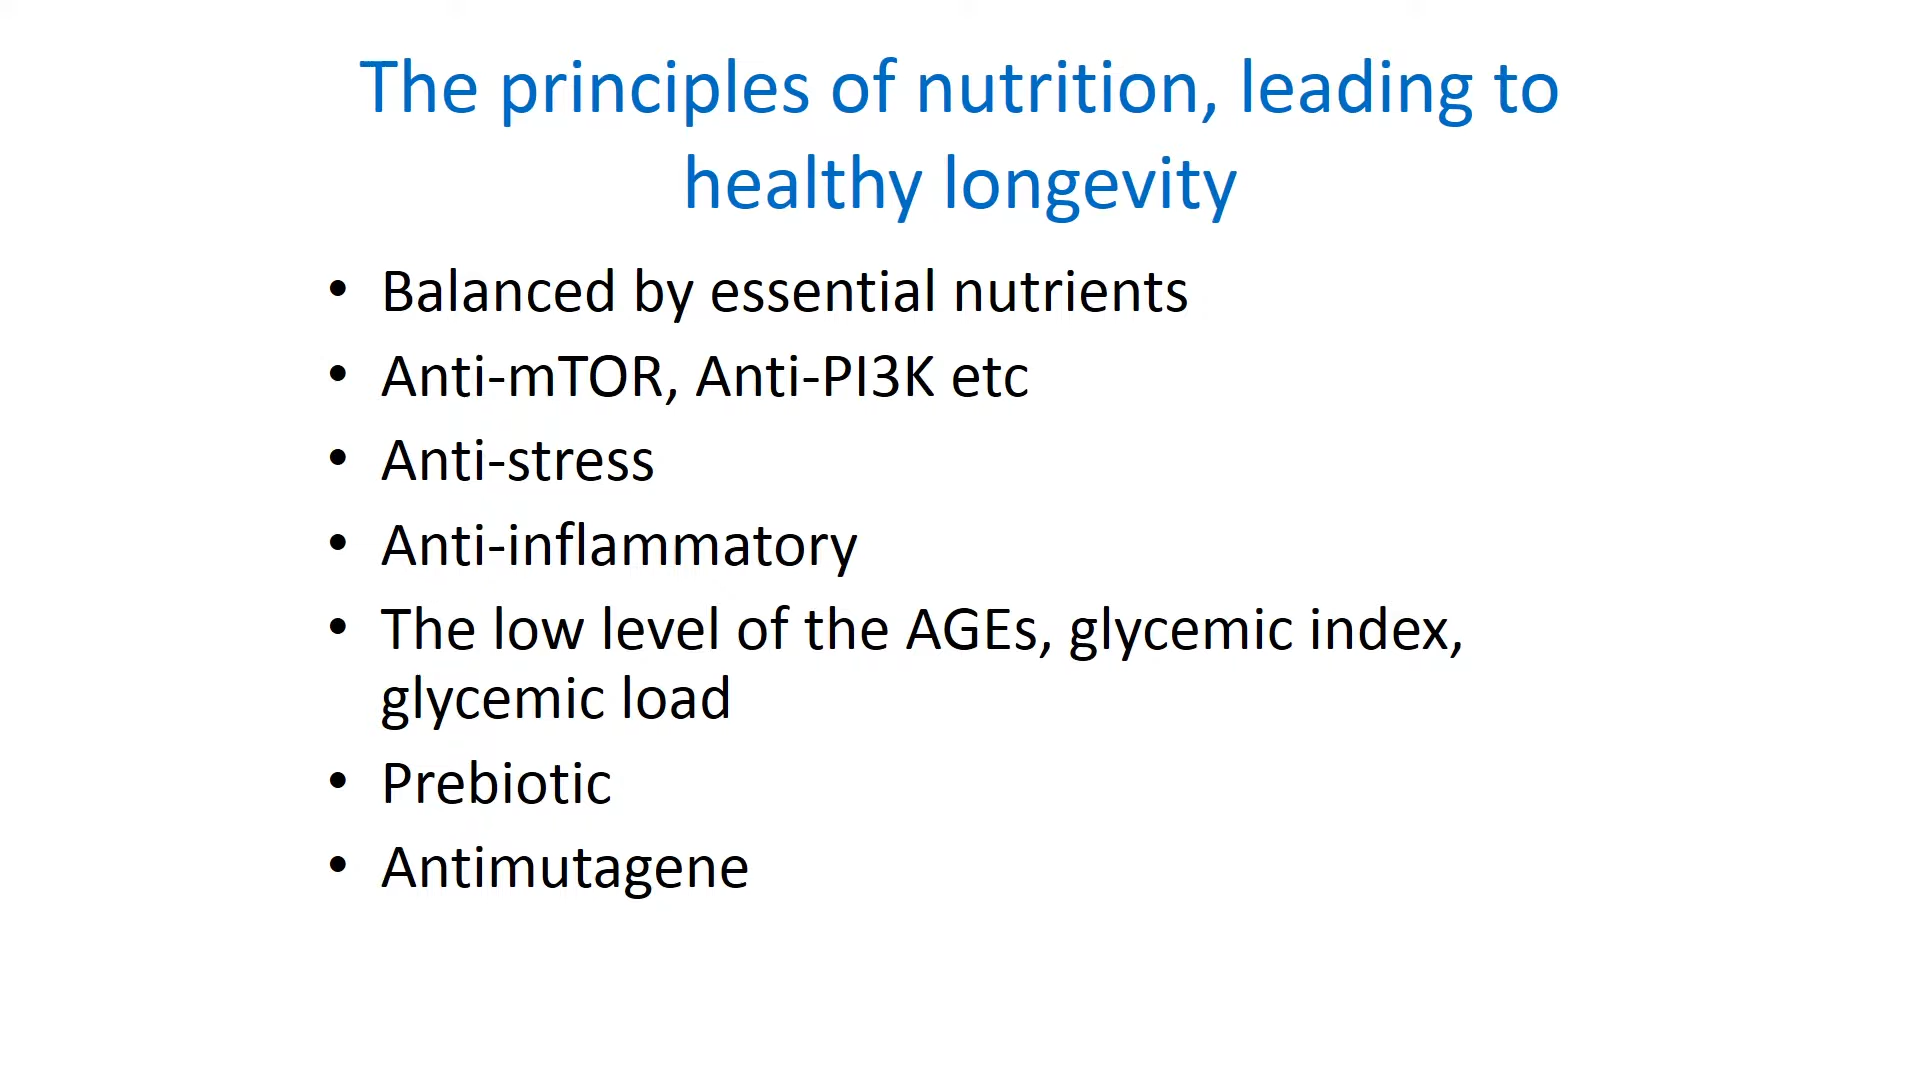 The principles of nutrition, leading to
healthy longevity
• Balanced by essential nutrients
• Anti-mTOR, Anti-PI3K etc
• Anti-stress
• Anti-inflammatory
• The low level of the AGEs, glycemic index,
glycemic load
• Prebiotic
• Antimutagene